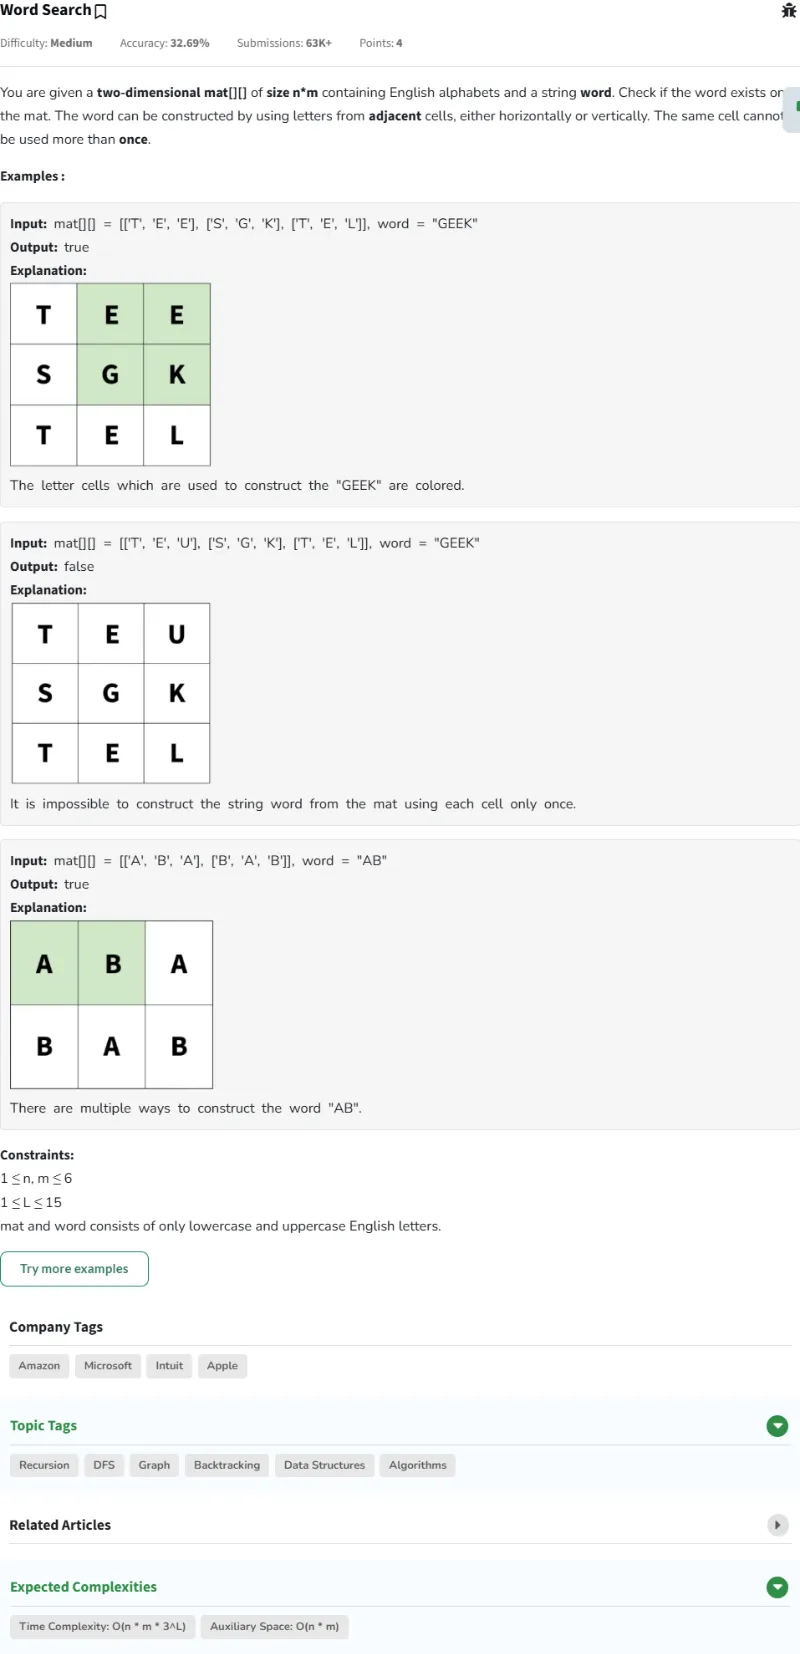 Word Search
Difficulty: Medium Accuracy: 32.69% Submissions: 63K+ Points: 4
You are given a two-dimensional mat[][] of size n*m containing English alphabets and a string word. Check if the word exists on
the mat. The word can be constructed by using letters from adjacent cells, either horizontally or vertically. The same cell cannot
be used more than once.
Examples :
Input: mat[][] = [['T', 'E', 'E'], ['S', 'G', 'K'], ['T', 'E', 'L']], word = "GEEK"
Output: true
Explanation:
T E E
S G K
T E L
The letter cells which are used to construct the "GEEK" are colored.
Input: mat[][] = [['T', 'E', 'U'], ['S', 'G', 'K'], ['T', 'E', 'L']], word = "GEEK"
Output: false
Explanation:
T E U
S G K
T E L
It is impossible to construct the string word from the mat using each cell only once.
Input: mat[][] = [['A', 'B', 'A'], ['B', 'A', 'B']], word = "AB"
Output: true
Explanation:
A B A
B A B
There are multiple ways to construct the word "AB".
Constraints:
1 ≤ n, m ≤ 6
1 ≤ L ≤ 15
mat and word consists of only lowercase and uppercase English letters.
Try more examples
Company Tags
Amazon Microsoft Intuit Apple
Topic Tags
Recursion DFS Graph Backtracking Data Structures Algorithms
Related Articles
Expected Complexities
Time Complexity: O(n * m * 3^L) Auxiliary Space: O(n * m)